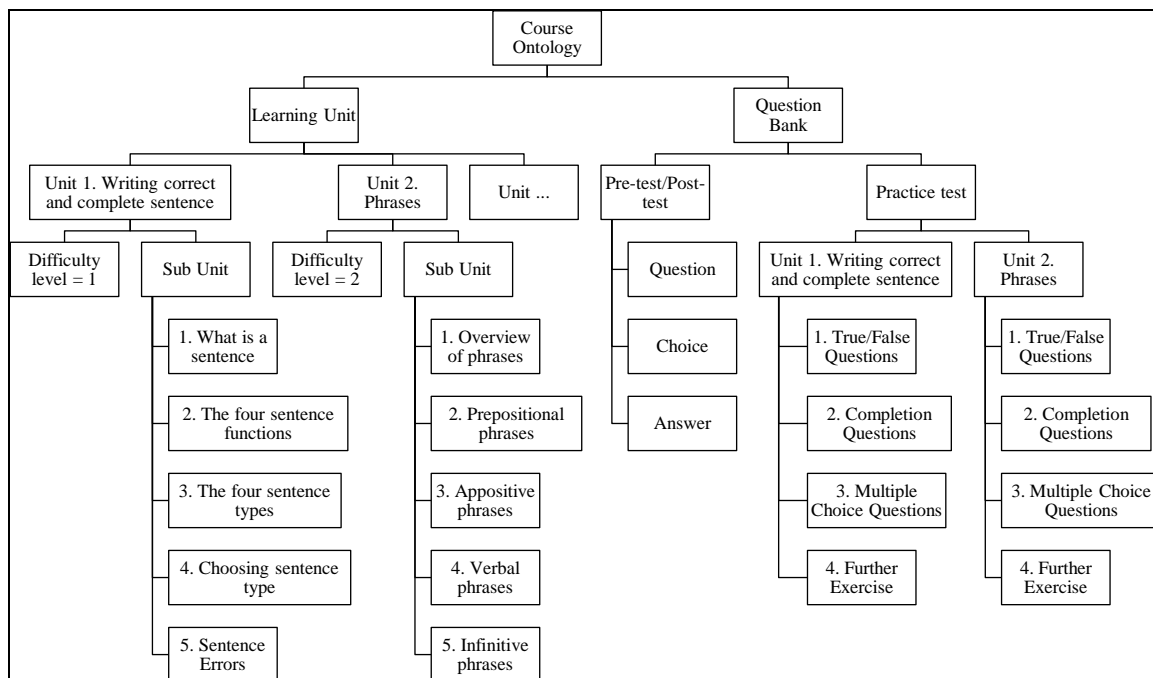 Course
Ontology
Learning Unit
Question
Bank
Unit 1. Writing correct
and complete sentence
Unit 2.
Phrases
Unit ...
Pre-test/Post-
test
Practice test
Difficulty
level = 1
Sub Unit
Difficulty
level = 2
Sub Unit
Question
Unit 1. Writing correct
and complete sentence
Unit 2.
Phrases
1. What is a
sentence
1. Overview
of phrases
Choice
1. True/False
Questions
1. True/False
Questions
2. The four sentence
functions
2. Prepositional
phrases
Answer
2. Completion
Questions
2. Completion
Questions
3. The four sentence
types
3. Appositive
phrases
3. Multiple
Choice Questions
3. Multiple Choice
Questions
4. Choosing sentence
type
4. Verbal
phrases
4. Further
Exercise
4. Further
Exercise
5. Sentence
Errors
5. Infinitive
phrases